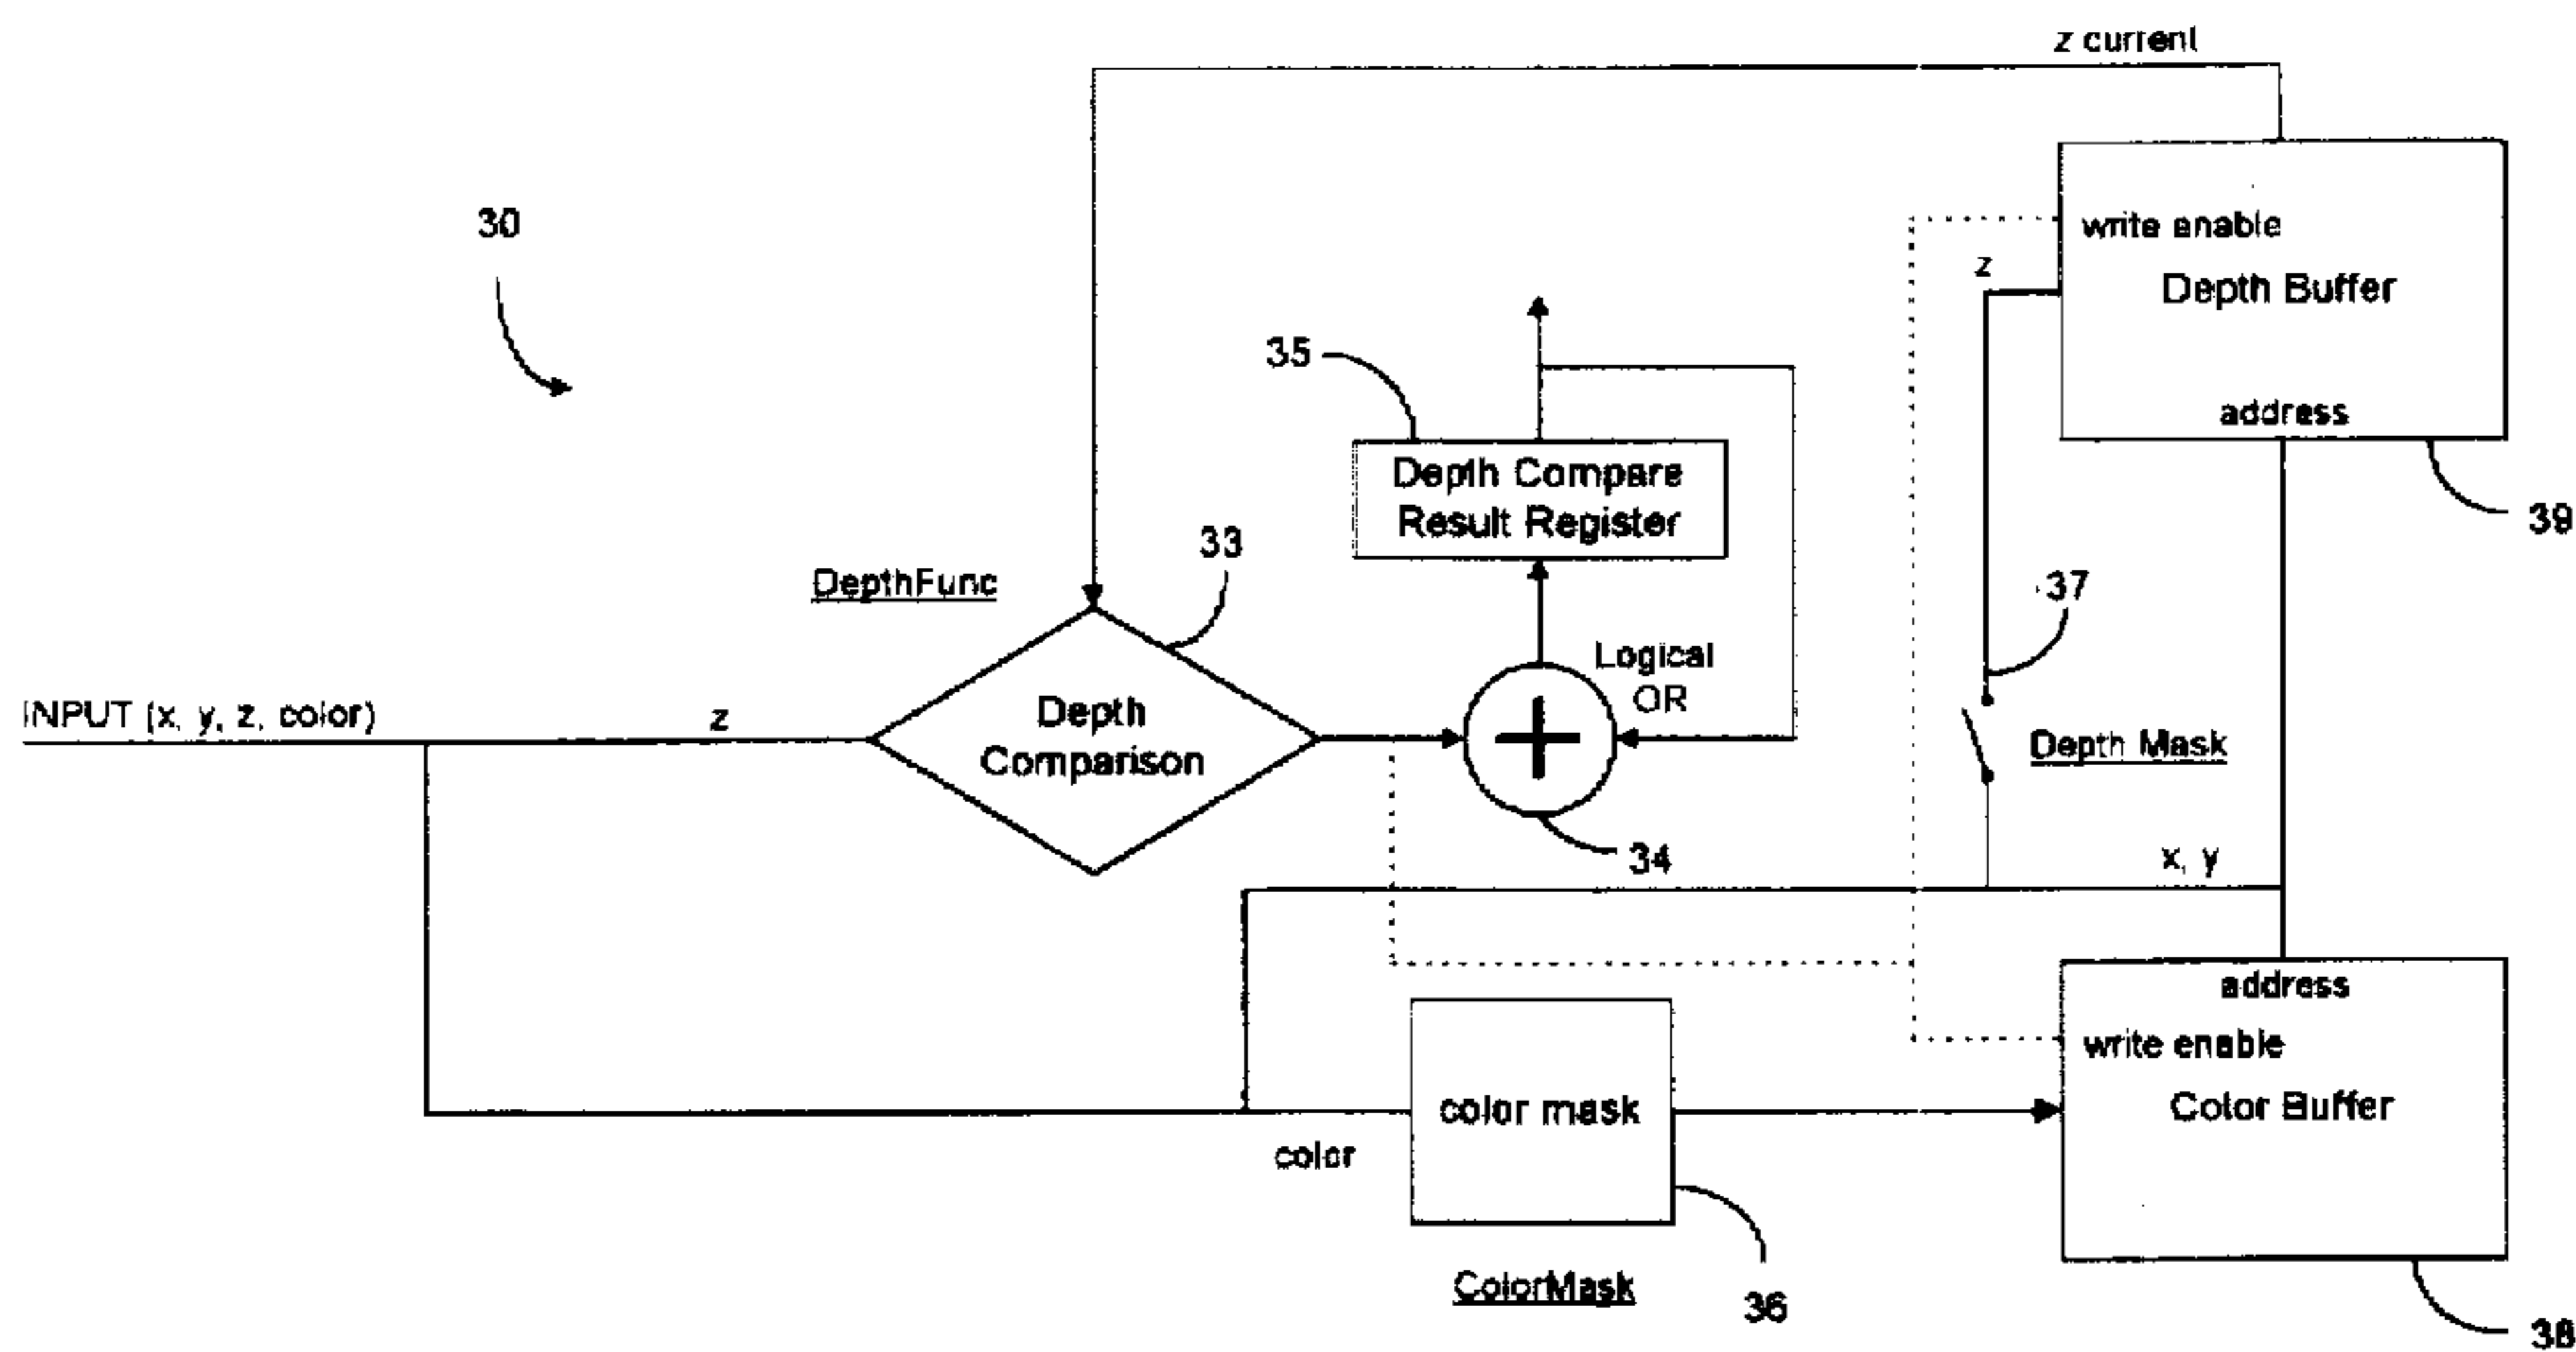 z current
30
write enable
z
Depth Buffer
35
address
Depth Compare
Result Register
39
33
DepthFunc
37
Logical
OR
INPUT (x, y, z, color)
z
Depth
Comparison
Depth Mask
34
x, y
address
write enable
color mask
Color Buffer
color
ColorMask
36
38